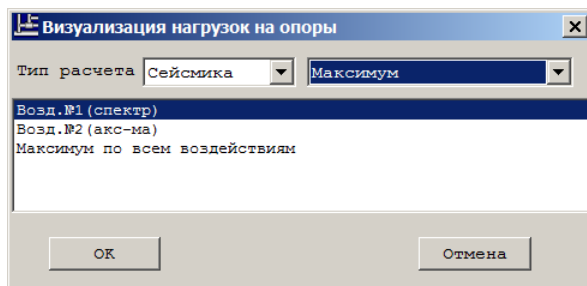 Визуализация нагрузок на опоры
Тип расчета Сейсмика Максимум
Возд.№1(спектр)
Возд.№2(акс-ма)
Максимум по всем воздействиям
OK Отмена